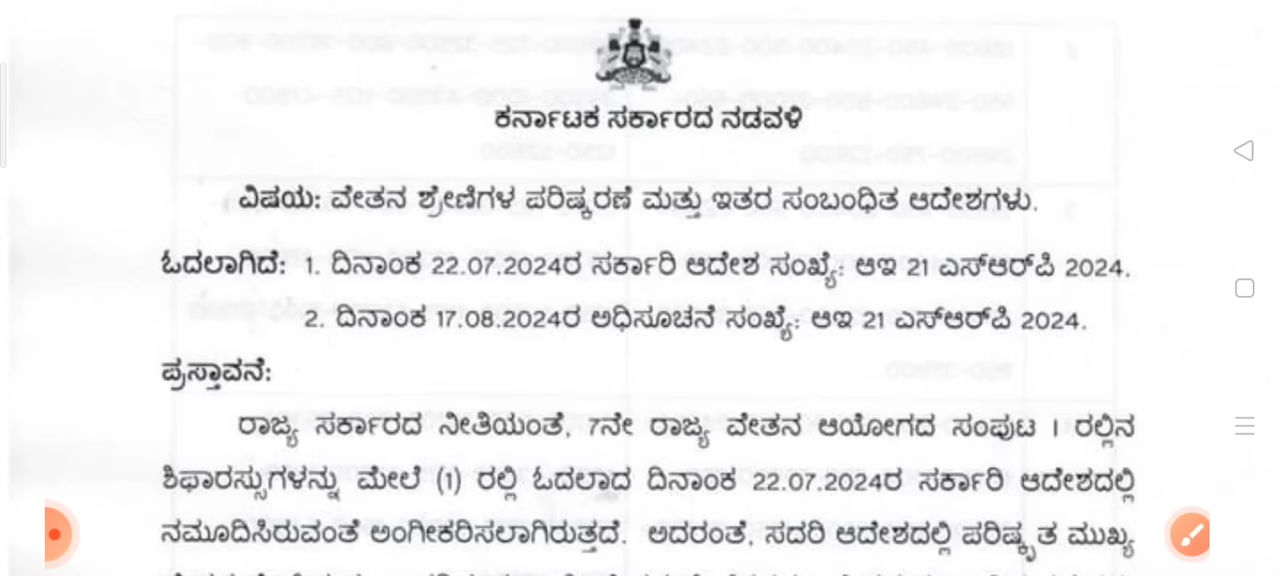 ಕರ್ನಾಟಕ ಸರ್ಕಾರದ ನಡವಳಿ
ವಿಷಯ: ವೇತನ ಶ್ರೇಣಿಗಳ ಪರಿಷ್ಕರಣೆ ಮತ್ತು ಇತರ ಸಂಬಂಧಿತ ಆದೇಶಗಳು.
ಓದಲಾಗಿದೆ: 1. ದಿನಾಂಕ 22.07.2024ರ ಸರ್ಕಾರಿ ಆದೇಶ ಸಂಖ್ಯೆ: ಆಇ 21 ಎಸ್‌ಆರ್‌ಪಿ 2024.
2. ದಿನಾಂಕ 17.08.2024ರ ಅಧಿಸೂಚನೆ ಸಂಖ್ಯೆ: ಆಇ 21 ಎಸ್‌ಆರ್‌ಪಿ 2024.
ಪ್ರಸ್ತಾವನೆ:
ರಾಜ್ಯ ಸರ್ಕಾರದ ನೀತಿಯಂತೆ, 7ನೇ ರಾಜ್ಯ ವೇತನ ಆಯೋಗದ ಸಂಪುಟ I ರಲ್ಲಿನ
ಶಿಫಾರಸ್ಸುಗಳನ್ನು ಮೇಲೆ (1) ರಲ್ಲಿ ಓದಲಾದ ದಿನಾಂಕ 22.07.2024ರ ಸರ್ಕಾರಿ ಆದೇಶದಲ್ಲಿ
ನಮೂದಿಸಿರುವಂತೆ ಅಂಗೀಕರಿಸಲಾಗಿರುತ್ತದೆ. ಅದರಂತೆ, ಸದರಿ ಆದೇಶದಲ್ಲಿ ಪರಿಷ್ಕೃತ ಮುಖ್ಯ